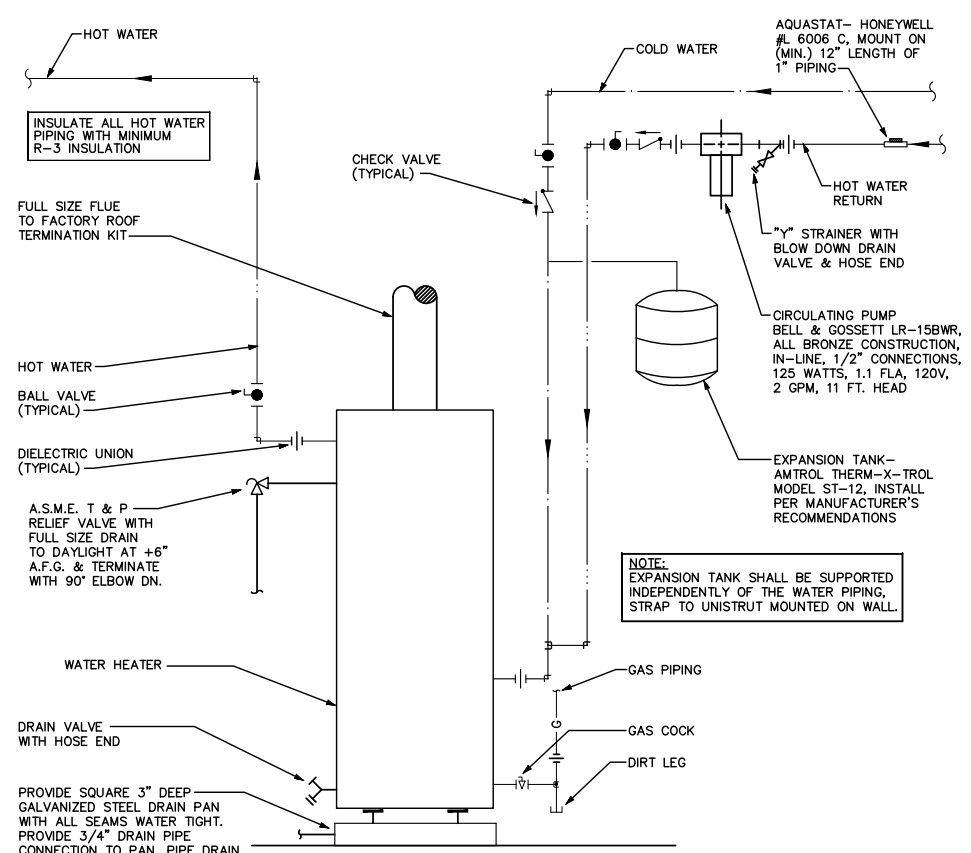 HOT WATER
INSULATE ALL HOT WATER
PIPING WITH MINIMUM
R-3 INSULATION
FULL SIZE FLUE
TO FACTORY ROOF
TERMINATION KIT
HOT WATER
BALL VALVE
(TYPICAL)
DIELECTRIC UNION
(TYPICAL)
A.S.M.E. T & P
RELIEF VALVE WITH
FULL SIZE DRAIN
TO DAYLIGHT AT +6"
A.F.G. & TERMINATE
WITH 90° ELBOW DN.
WATER HEATER
DRAIN VALVE
WITH HOSE END
PROVIDE SQUARE 3" DEEP
GALVANIZED STEEL DRAIN PAN
WITH ALL SEAMS WATER TIGHT.
PROVIDE 3/4" DRAIN PIPE
CONNECTION TO PAN. PIPE DRAIN
CHECK VALVE
(TYPICAL)
COLD WATER
AQUASTAT- HONEYWELL
#L 6006 C, MOUNT ON
(MIN.) 12" LENGTH OF
1" PIPING
HOT WATER
RETURN
"Y" STRAINER WITH
BLOW DOWN DRAIN
VALVE & HOSE END
CIRCULATING PUMP
BELL & GOSSETT LR-15BWR,
ALL BRONZE CONSTRUCTION,
IN-LINE, 1/2" CONNECTIONS,
125 WATTS, 1.1 FLA, 120V,
2 GPM, 11 FT. HEAD
EXPANSION TANK-
AMTROL THERM-X-TROL
MODEL ST-12, INSTALL
PER MANUFACTURER'S
RECOMMENDATIONS
NOTE:
EXPANSION TANK SHALL BE SUPPORTED
INDEPENDENTLY OF THE WATER PIPING,
STRAP TO UNISTRUT MOUNTED ON WALL.
GAS PIPING
G
GAS COCK
DIRT LEG